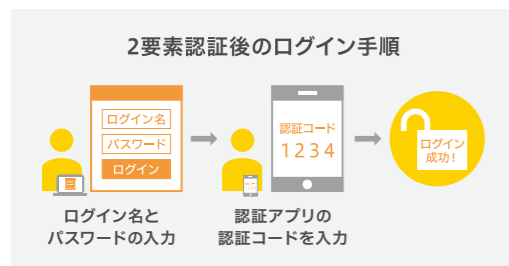 2要素認証後のログイン手順
ログイン名
パスワード
ログイン
認証コード
1234
ログイン
成功!
ログイン名と
パスワードの入力
認証アプリの
認証コードを入力